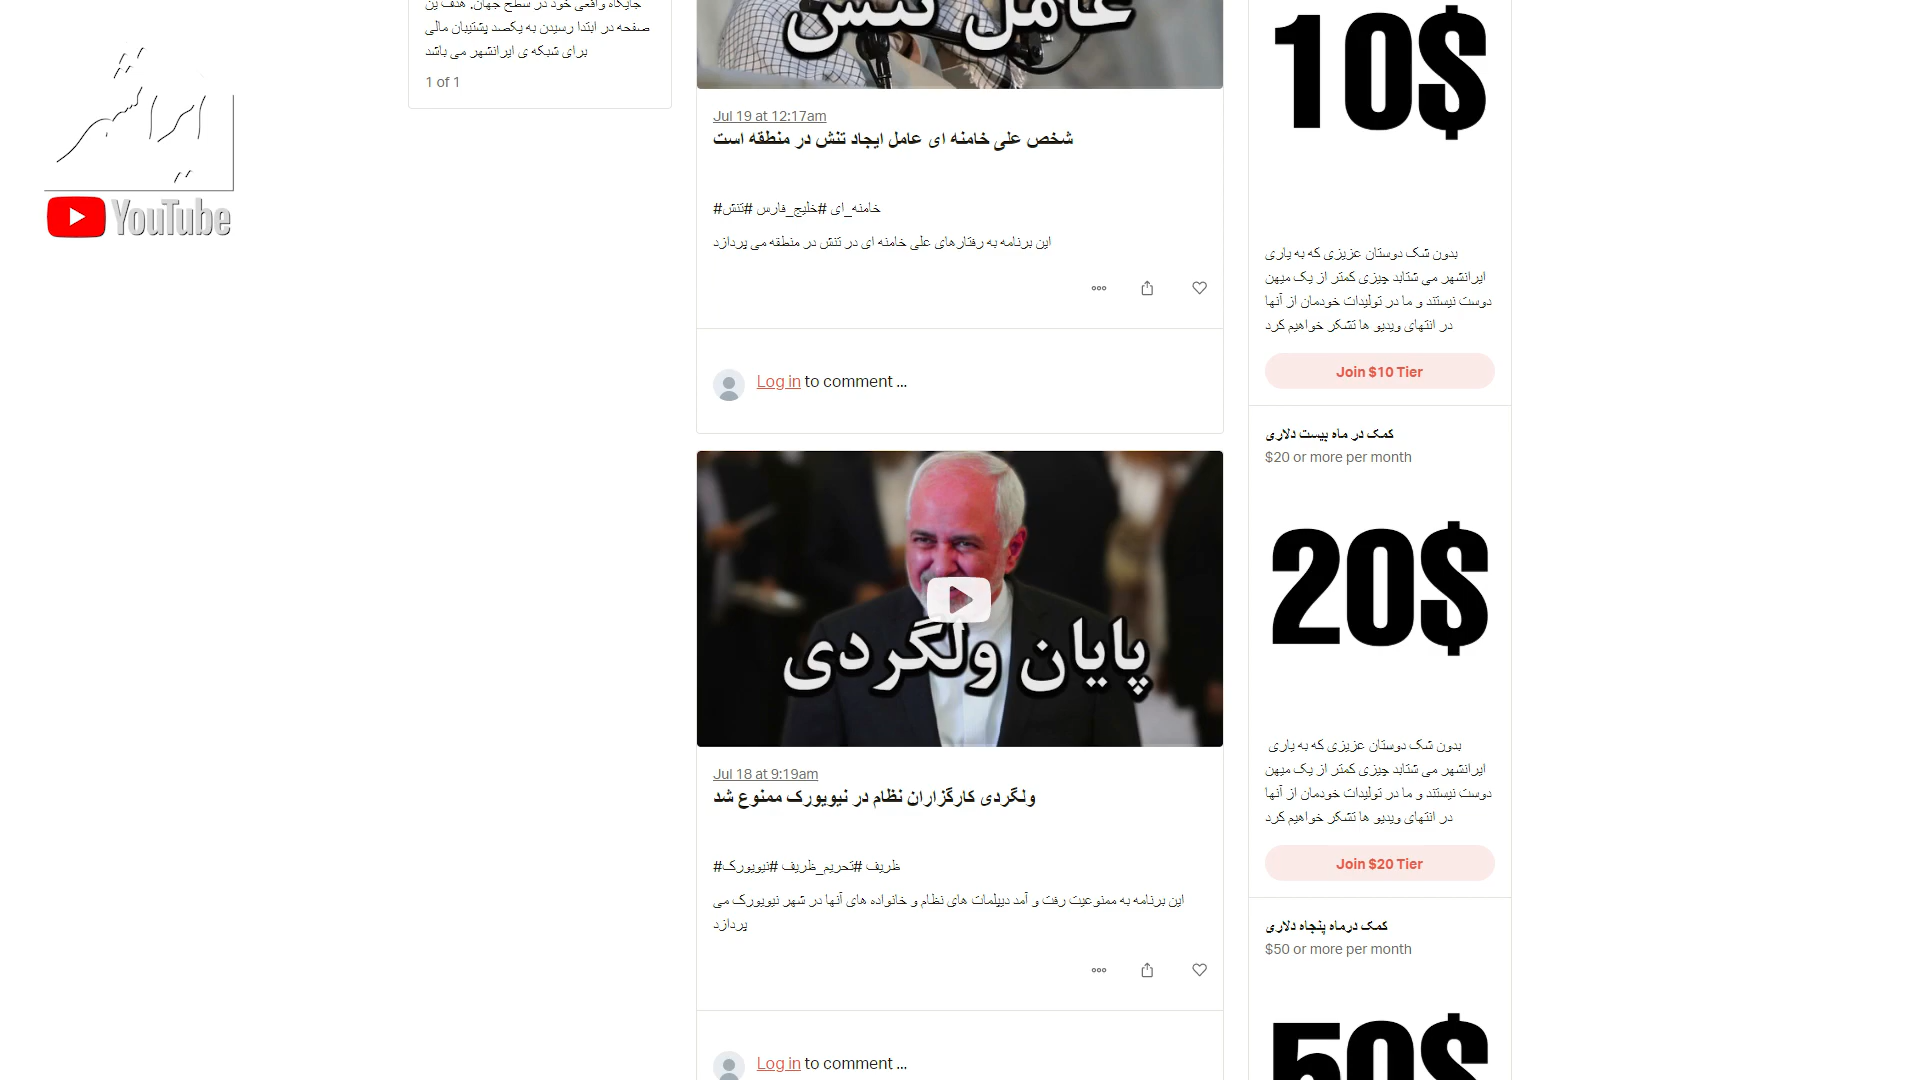 ایرانشهر
YouTube
جایگاه واقعی خود در سطح جهان. هدف ین
صفحه در ابتدا رسیدن به یکصد پشتیبان مالی
برای شبکه ی ایرانشهر می باشد
1 of 1
عامل تنش
Jul 19 at 12:17am
شخص علی خامنه ای عامل ایجاد تنش در منطقه است
#خامنه_ای #خلیج_فارس #تنش
این برنامه به رفتارهای علی خامنه ای در تنش در منطقه می پردازد
Log in to comment ...
پایان ولگردی
Jul 18 at 9:19am
ولگردی کارگزاران نظام در نیویورک ممنوع شد
#ظریف #تحریم_ظریف #نیویورک
این برنامه به ممنوعیت رفت و آمد دیپلمات های نظام و خانواده های آنها در شهر نیویورک می
پردازد
Log in to comment ...
10$
بدون شک دوستان عزیزی که به یاری
ایرانشهر می شتابد چیزی کمتر از یک میهن
دوست نیستند و ما در تولیدات خودمان از آنها
در انتهای ویدیو ها تشکر خواهیم کرد
Join $10 Tier
کمک در ماه بیست دلاری
$20 or more per month
20$
بدون شک دوستان عزیزی که به یاری
ایرانشهر می شتابد چیزی کمتر از یک میهن
دوست نیستند و ما در تولیدات خودمان از آنها
در انتهای ویدیو ها تشکر خواهیم کرد
Join $20 Tier
کمک درماه پنجاه دلاری
$50 or more per month
50$